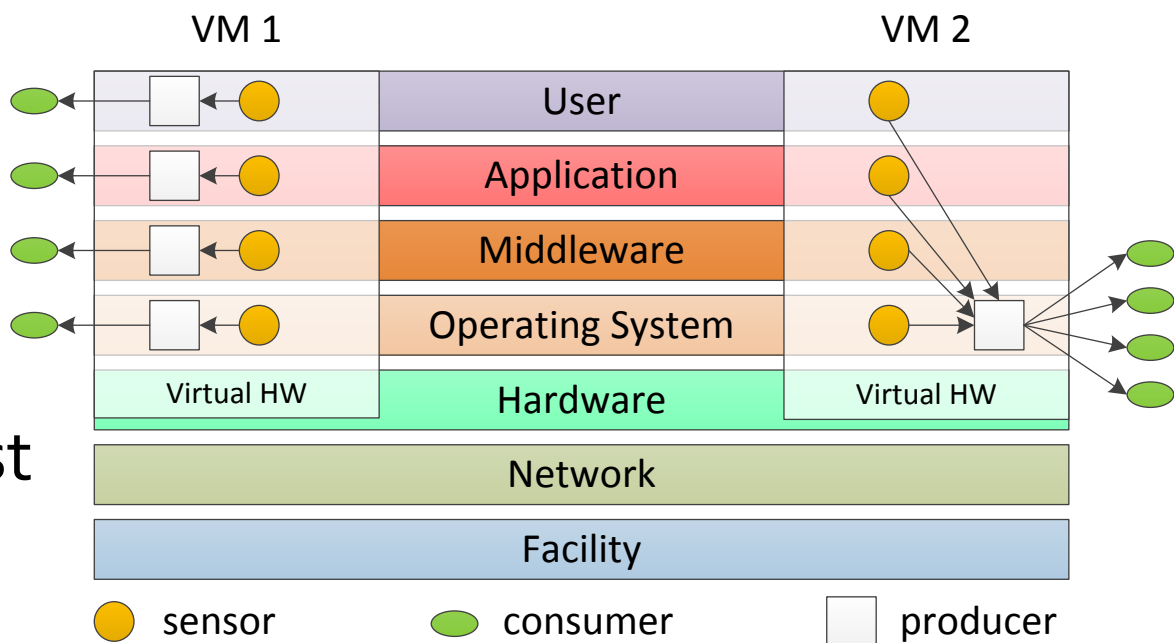 VM 1
VM 2
User
Application
Middleware
Operating System
Virtual HW
Hardware
Virtual HW
st
Network
Facility
sensor
consumer
producer